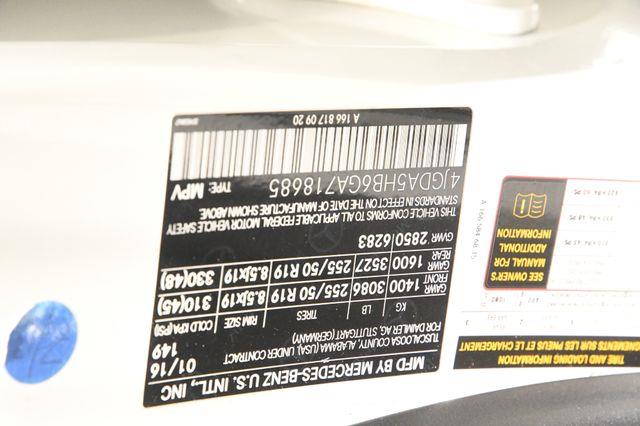 MFD BY MERCEDES-BENZ U.S. INTL., INC
TUSCALOOSA COUNTY, ALABAMA (USA), UNDER CONTRACT
FOR DAIMLER AG, STUTTGART (GERMANY)
01/16
149
KG LB TIRES RIM SIZE COLD KPA (PSI)
GAWR FRONT 1400 3086 255/50 R19 8.5Jx19 310(45)
GAWR REAR 1600 3527 255/50 R19 8.5Jx19 330(48)
GVWR 2850/6283
THIS VEHICLE CONFORMS TO ALL APPLICABLE FEDERAL MOTOR VEHICLE SAFETY
STANDARDS IN EFFECT ON THE DATE OF MANUFACTURE SHOWN ABOVE
4JGDA5HB6GA718685 TYPE: MPV
A 166 817 09 20
TIRE AND LOADING INFORMATION
SUR LES PNEUS ET LE CHARGEMENT
SEE OWNER'S
MANUAL FOR
ADDITIONAL
INFORMATION